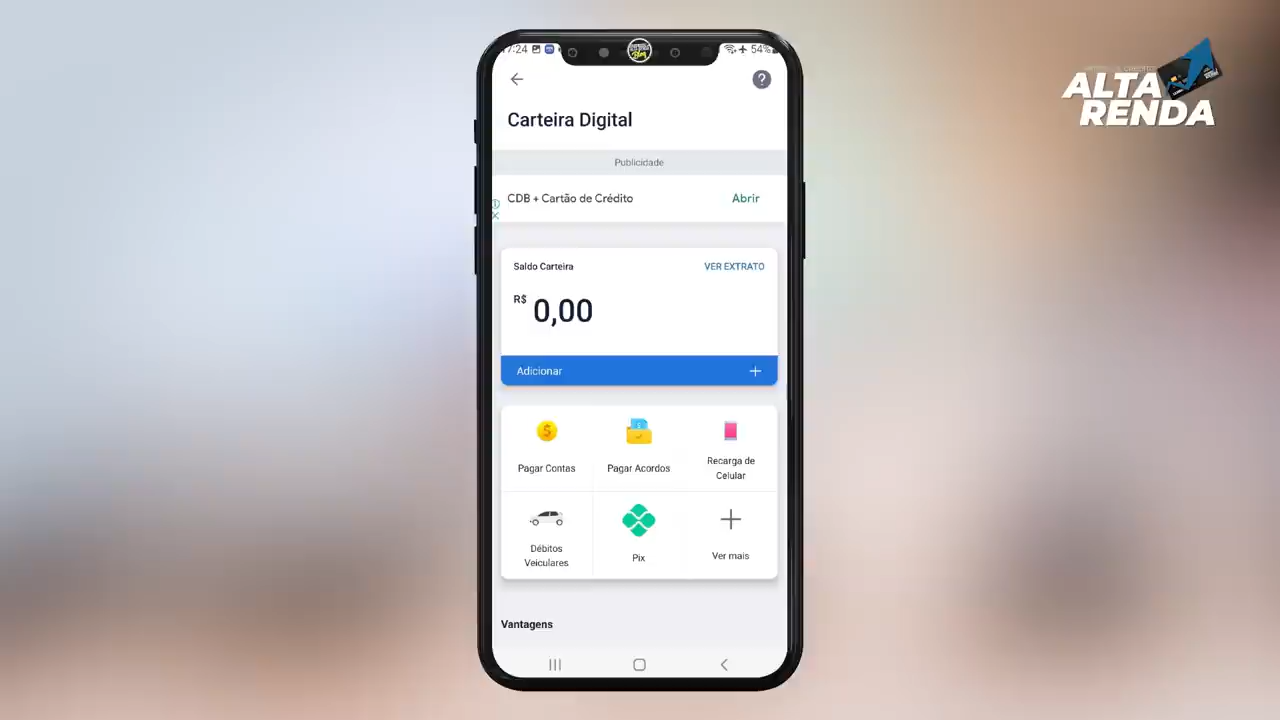 17:24
54%
ALTA
RENDA
Carteira Digital
Publicidade
CDB + Cartão de Crédito
Abrir
Saldo Carteira
VER EXTRATO
R$ 0,00
Adicionar
Pagar Contas
Pagar Acordos
Recarga de
Celular
Débitos
Veiculares
Pix
Ver mais
Vantagens